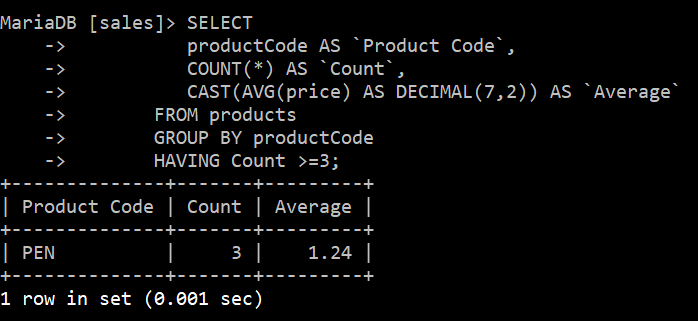 MariaDB [sales]> SELECT
    ->             productCode AS `Product Code`,
    ->             COUNT(*) AS `Count`,
    ->             CAST(AVG(price) AS DECIMAL(7,2)) AS `Average`
    ->         FROM products
    ->         GROUP BY productCode
    ->         HAVING Count >=3;
+--------------+-------+---------+
| Product Code | Count | Average |
+--------------+-------+---------+
| PEN          |     3 |    1.24 |
+--------------+-------+---------+
1 row in set (0.001 sec)